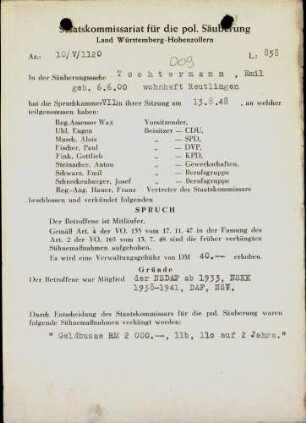 Staatskommissariat für die pol. Säuberung
Land Württemberg-Hohenzollern
Az.: 10/V/1120
L.: 858
009
In der Säuberungssache Tschtermann, Emil
geb. 6.6.00 wohnhaft Reutlingen
hat die Spruchkammer VII in ihrer Sitzung am 13.8.48, an welcher
teilgenommen haben:
Reg.Assessor Wax Vorsitzender,
Uhl, Eugen Beisitzer — CDU,
Musch, Alois „ — SPD,
Fischer, Paul „ — DVP,
Fink, Gottlieb „ — KPD,
Steinacher, Anton „ — Gewerkschaften,
Schwarz, Emil „ — Berufsgruppe
Schneckenburger, Josef „ — Berufsgruppe
Reg.-Ang. Hauer, Franz Vertreter des Staatskommissars
beschlossen und verkündet folgenden
SPRUCH
Der Betroffene ist Mitläufer.
Gemäß Art. 4 der VO. 133 vom 17. 11. 47 in der Fassung des
Art. 2 der VO. 165 vom 13. 7. 48 sind die früher verhängten
Sühnemaßnahmen aufgehoben.
Es wird eine Verwaltungsgebühr von DM 40.— erhoben.
Gründe
Der Betroffene war Mitglied der NSDAP ab 1933, NSKK
1938-1941, DAF, NSV.
Durch Entscheidung des Staatskommissars für die pol. Säuberung waren
folgende Sühnemaßnahmen verhängt worden:
" Geldbusse RM 2 000.—, 11b, 11c auf 2 Jahre."